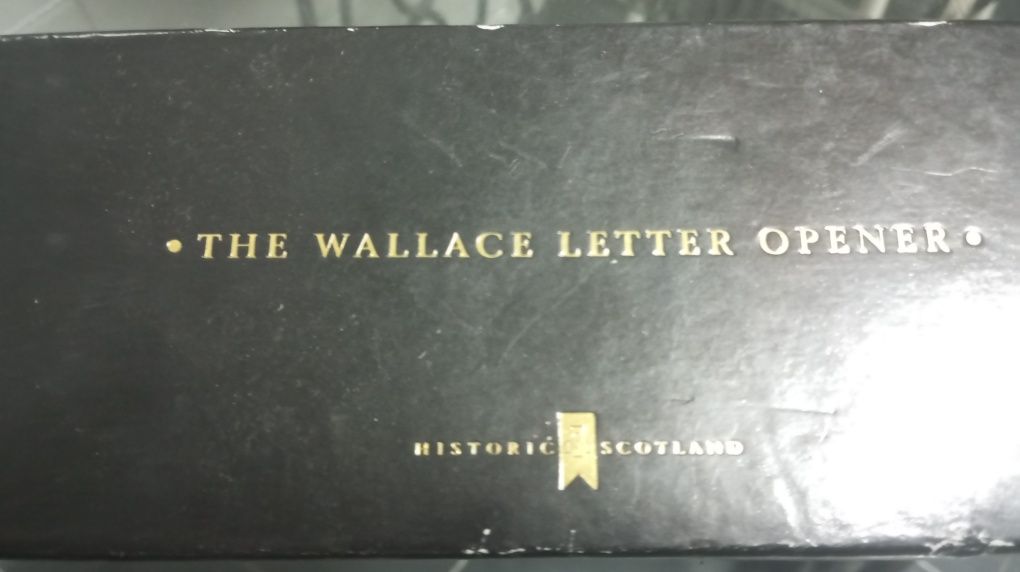 • THE WALLACE LETTER OPENER •
HISTORIC SCOTLAND